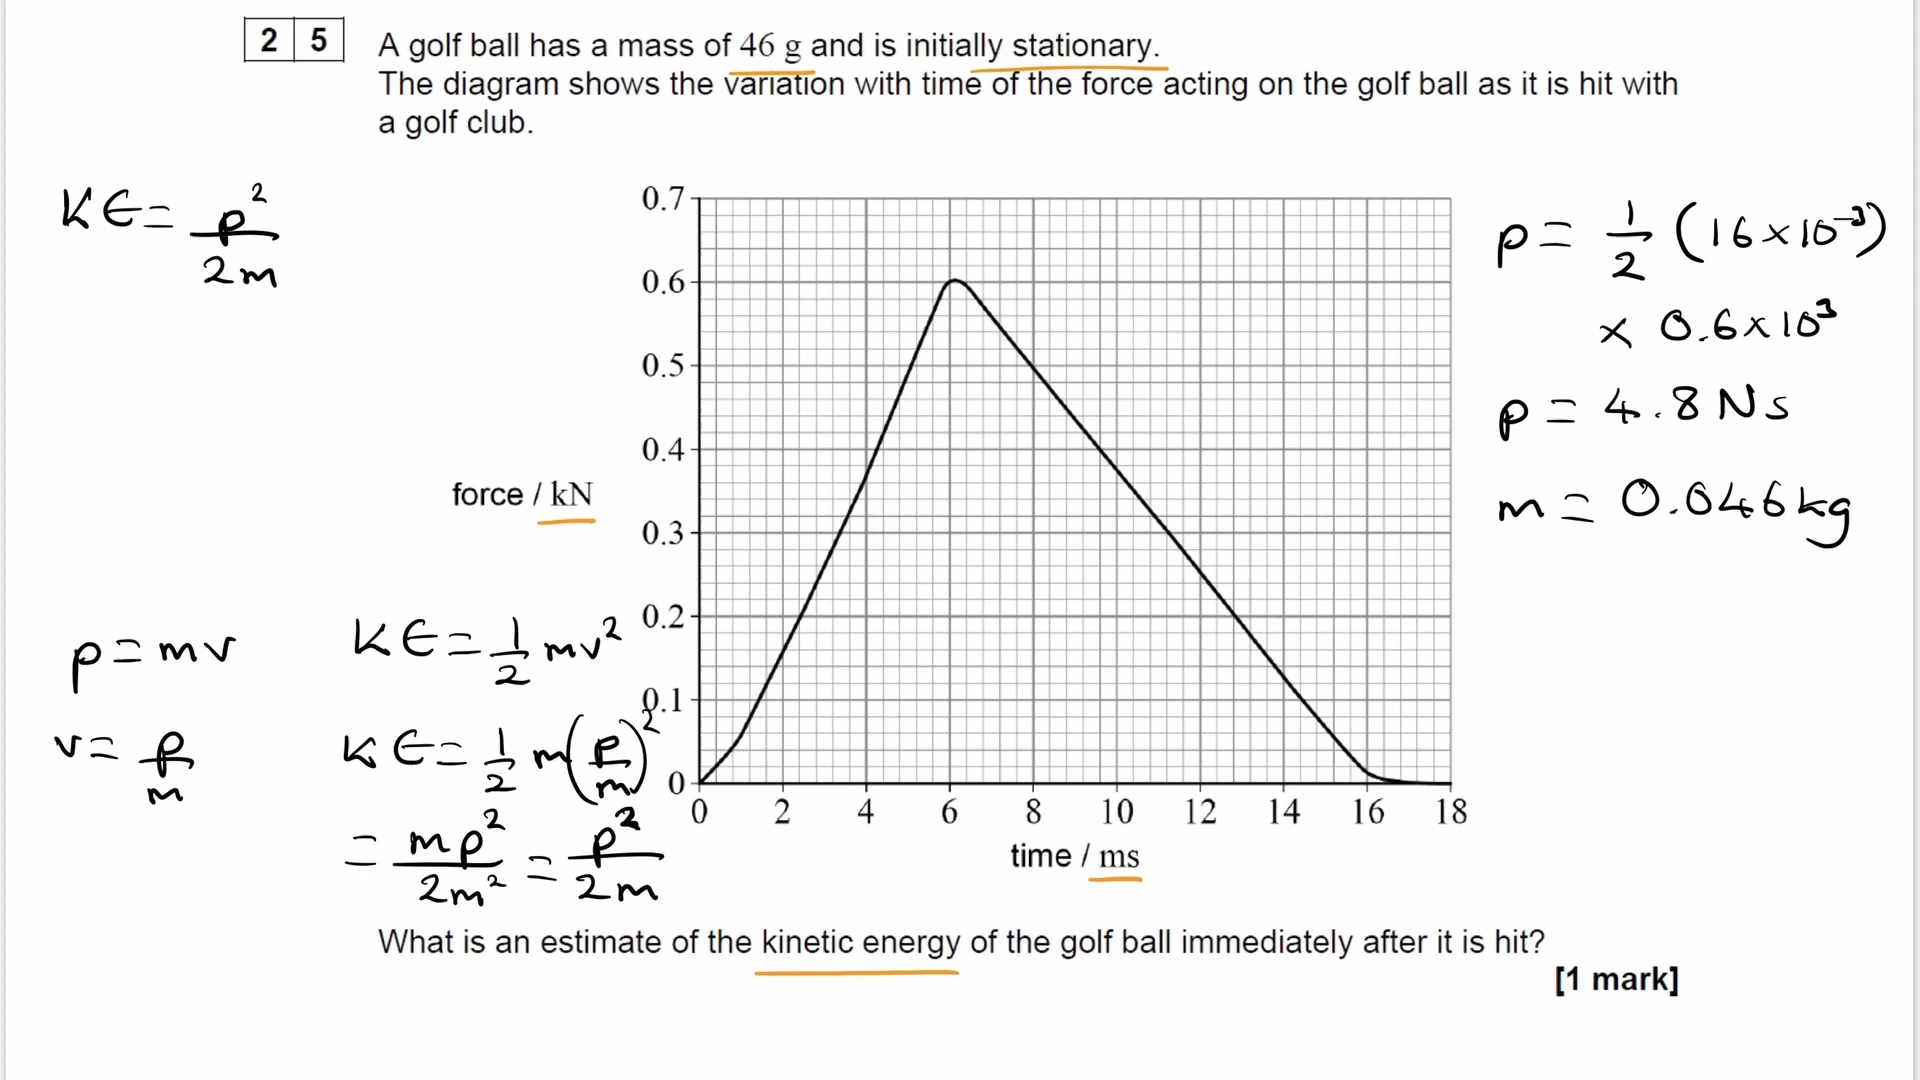 2 5
A golf ball has a mass of 46 g and is initially stationary.
The diagram shows the variation with time of the force acting on the golf ball as it is hit with
a golf club.
KE = p²/2m
0.7
0.6
0.5
0.4
0.3
0.2
0.1
0
force / kN
0 2 4 6 8 10 12 14 16 18
time / ms
p = 1/2 (16×10⁻³)
× 0.6×10³
p = 4.8 Ns
m = 0.046kg
p = mv
v = p/m
KE = 1/2 mv²
KE = 1/2 m(p/m)²
= mp²/2m² = p²/2m
What is an estimate of the kinetic energy of the golf ball immediately after it is hit?
[1 mark]